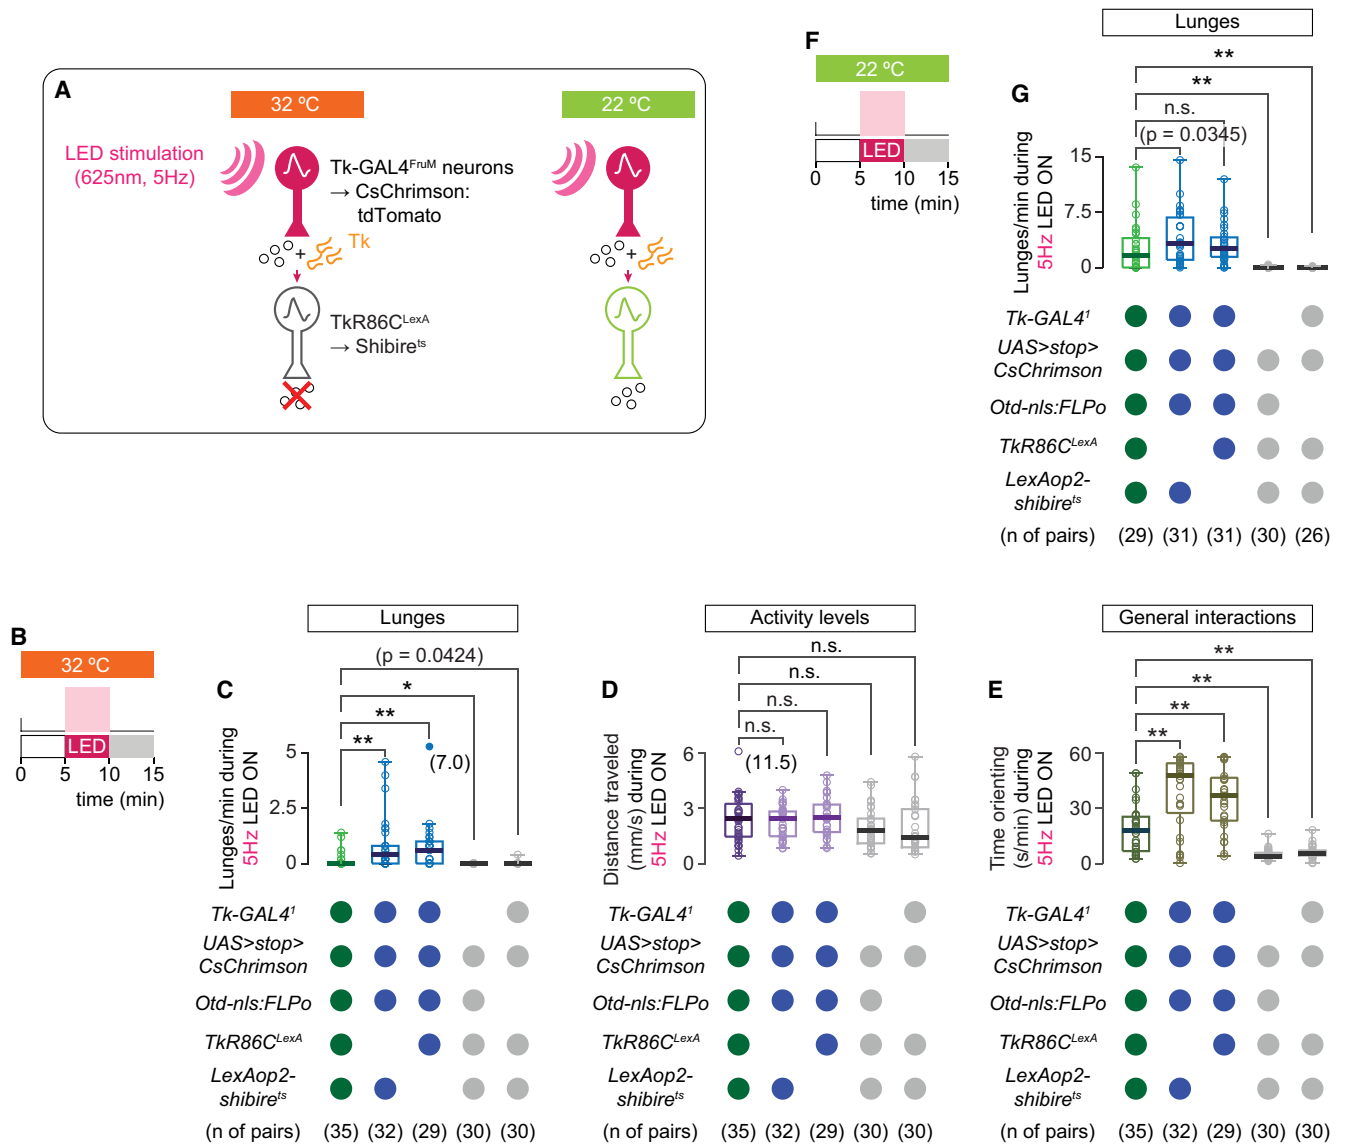 A
32 ºC
22 ºC
LED stimulation
(625nm, 5Hz)
Tk-GAL4FruM neurons
→ CsChrimson:
tdTomato
+
Tk
+
TkR86CLexA
→ Shibirets
F
22 ºC
LED
0 5 10 15
time (min)
Lunges
G
**
**
n.s.
(p = 0.0345)
Lunges/min during
5Hz LED ON
15
7.5
0
Tk-GAL41
UAS>stop>
CsChrimson
Otd-nls:FLPo
TkR86CLexA
LexAop2-
shibirets
(n of pairs) (29) (31) (31) (30) (26)
B
32 ºC
LED
0 5 10 15
time (min)
Lunges
C
(p = 0.0424)
*
**
**
(7.0)
Lunges/min during
5Hz LED ON
5
2.5
0
Tk-GAL41
UAS>stop>
CsChrimson
Otd-nls:FLPo
TkR86CLexA
LexAop2-
shibirets
(n of pairs) (35) (32) (29) (30) (30)
Activity levels
D
n.s.
n.s.
n.s.
n.s.
(11.5)
Distance traveled
(mm/s) during
5Hz LED ON
6
3
0
Tk-GAL41
UAS>stop>
CsChrimson
Otd-nls:FLPo
TkR86CLexA
LexAop2-
shibirets
(n of pairs) (35) (32) (29) (30) (30)
General interactions
E
**
**
**
**
Time orienting
(s/min) during
5Hz LED ON
60
30
0
Tk-GAL41
UAS>stop>
CsChrimson
Otd-nls:FLPo
TkR86CLexA
LexAop2-
shibirets
(n of pairs) (35) (32) (29) (30) (30)